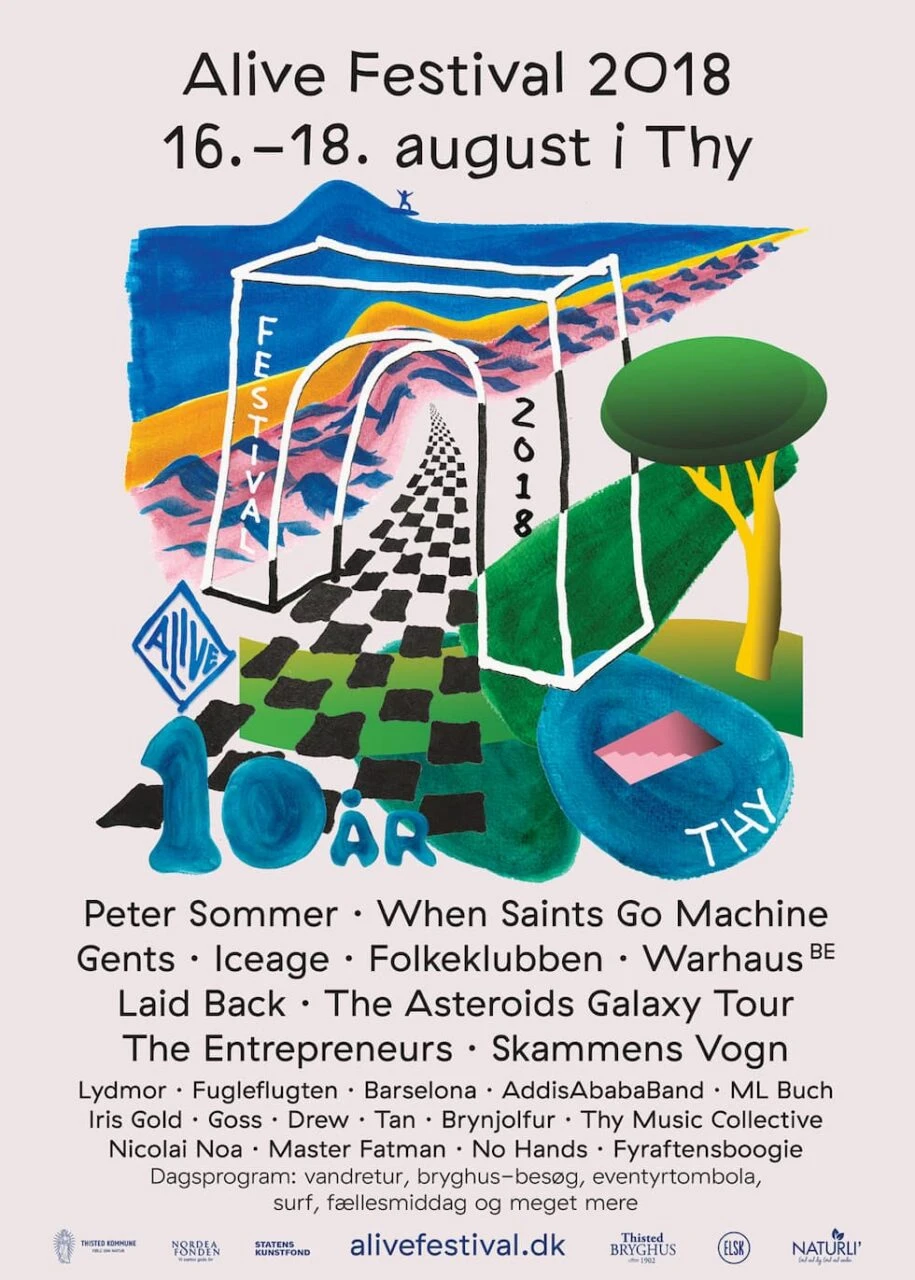 Alive Festival 2018
16.–18. august i Thy
FESTIVAL
2018
ALIVE
10 ÅR
THY
Peter Sommer · When Saints Go Machine
Gents · Iceage · Folkeklubben · Warhaus BE
Laid Back · The Asteroids Galaxy Tour
The Entrepreneurs · Skammens Vogn
Lydmor · Fugleflugten · Barselona · AddisAbabaBand · ML Buch
Iris Gold · Goss · Drew · Tan · Brynjolfur · Thy Music Collective
Nicolai Noa · Master Fatman · No Hands · Fyraftensboogie
Dagsprogram: vandretur, bryghus-besøg, eventyrtombola,
surf, fællesmiddag og meget mere
THISTED KOMMUNE
NORDEA
FONDEN
STATENS
KUNSTFOND
alivefestival.dk
Thisted
BRYGHUS
1902
ELSK
NATURLI'